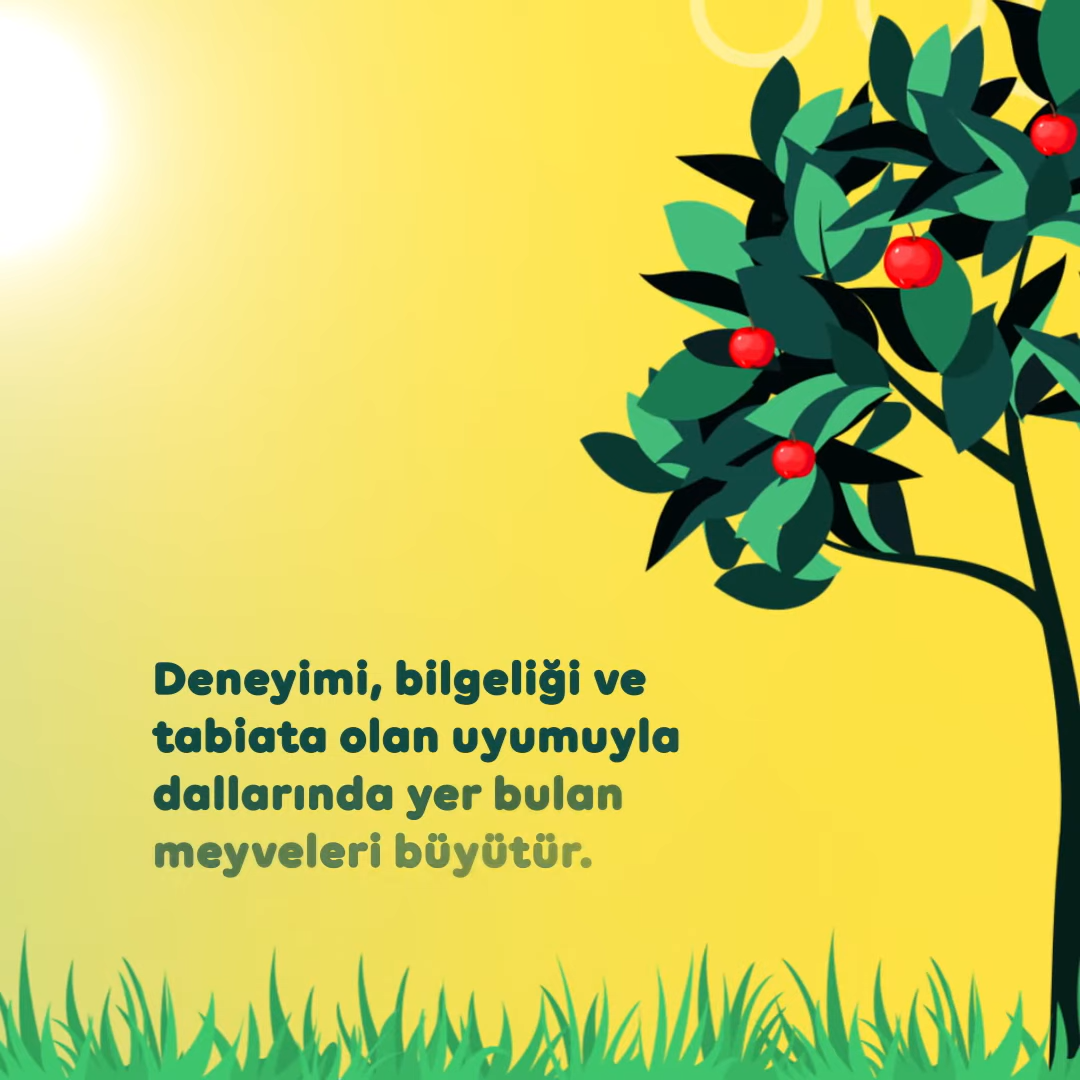 Deneyimi, bilgeliği ve
tabiata olan uyumuyla
dallarında yer bulan
meyveleri büyütür.